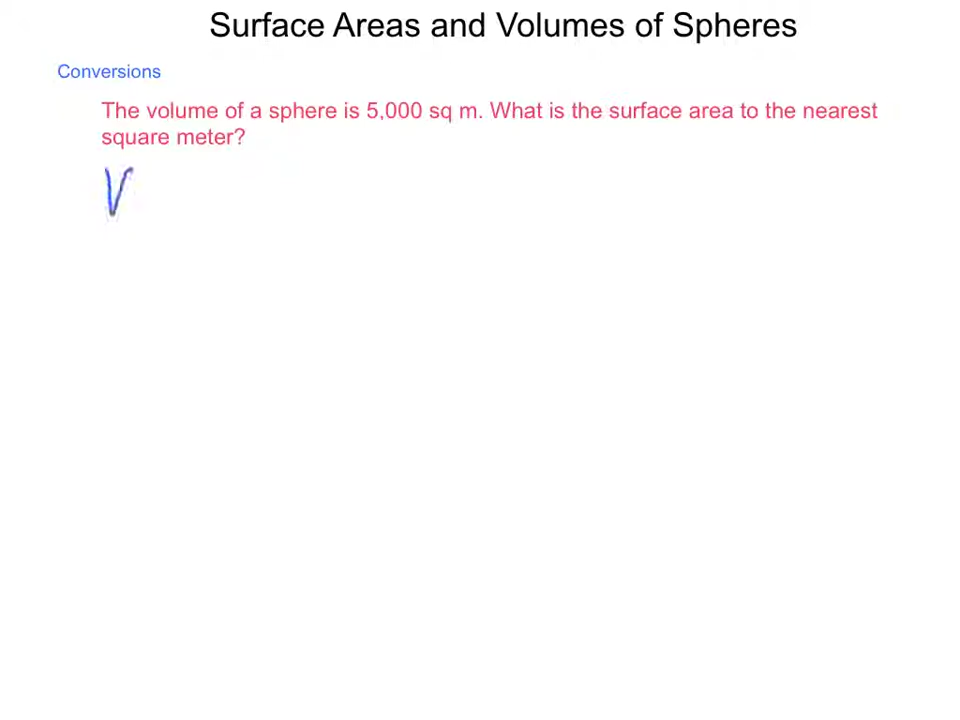 Surface Areas and Volumes of Spheres
Conversions
The volume of a sphere is 5,000 sq m. What is the surface area to the nearest
square meter?
V